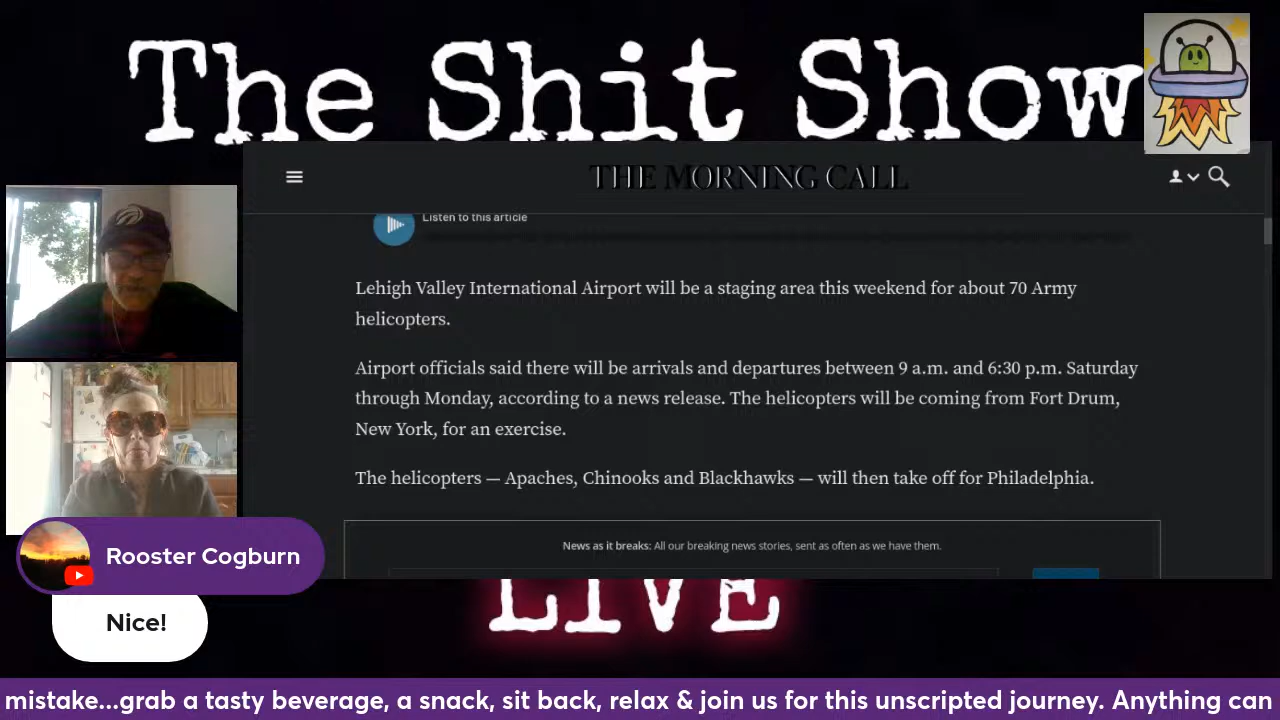 The Shit Show
THE MORNING CALL
Listen to this article
Lehigh Valley International Airport will be a staging area this weekend for about 70 Army
helicopters.
Airport officials said there will be arrivals and departures between 9 a.m. and 6:30 p.m. Saturday
through Monday, according to a news release. The helicopters will be coming from Fort Drum,
New York, for an exercise.
The helicopters — Apaches, Chinooks and Blackhawks — will then take off for Philadelphia.
News as it breaks: All our breaking news stories, sent as often as we have them.
Rooster Cogburn
Nice!
LIVE
mistake...grab a tasty beverage, a snack, sit back, relax & join us for this unscripted journey. Anything can